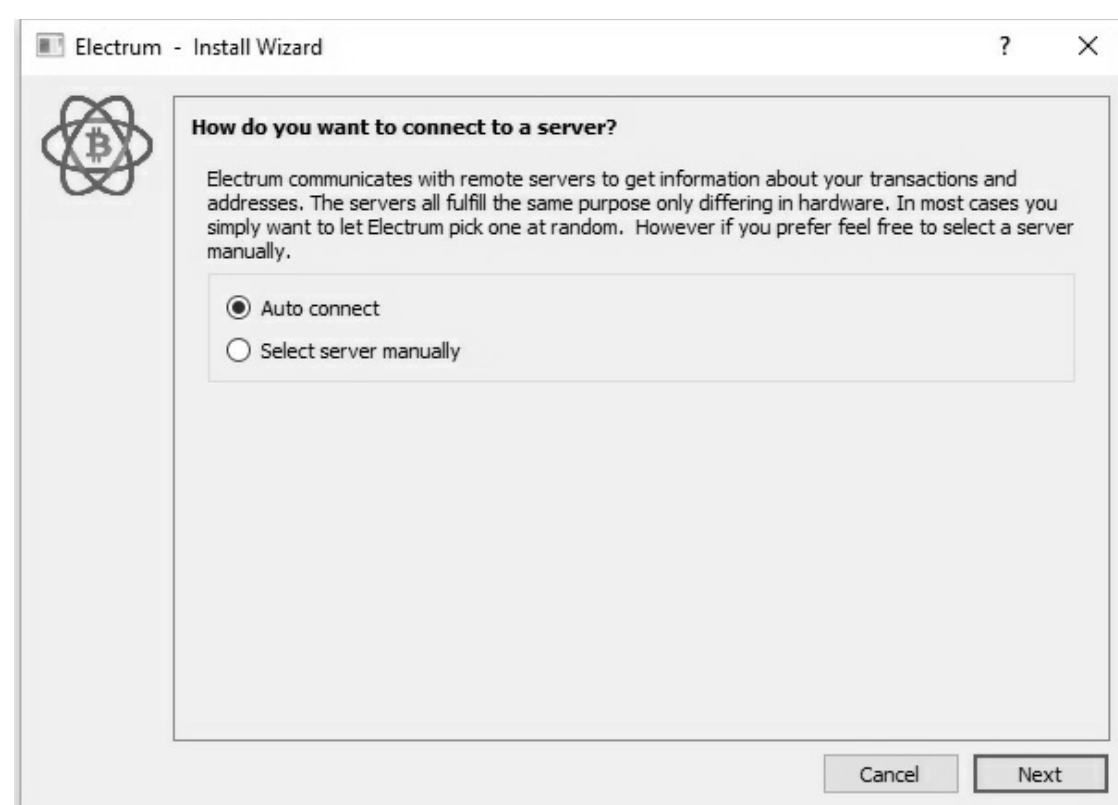 Electrum - Install Wizard
?
How do you want to connect to a server?
Electrum communicates with remote servers to get information about your transactions and
addresses. The servers all fulfill the same purpose only differing in hardware. In most cases you
simply want to let Electrum pick one at random.  However if you prefer feel free to select a server
manually.
Auto connect
Select server manually
Cancel
Next